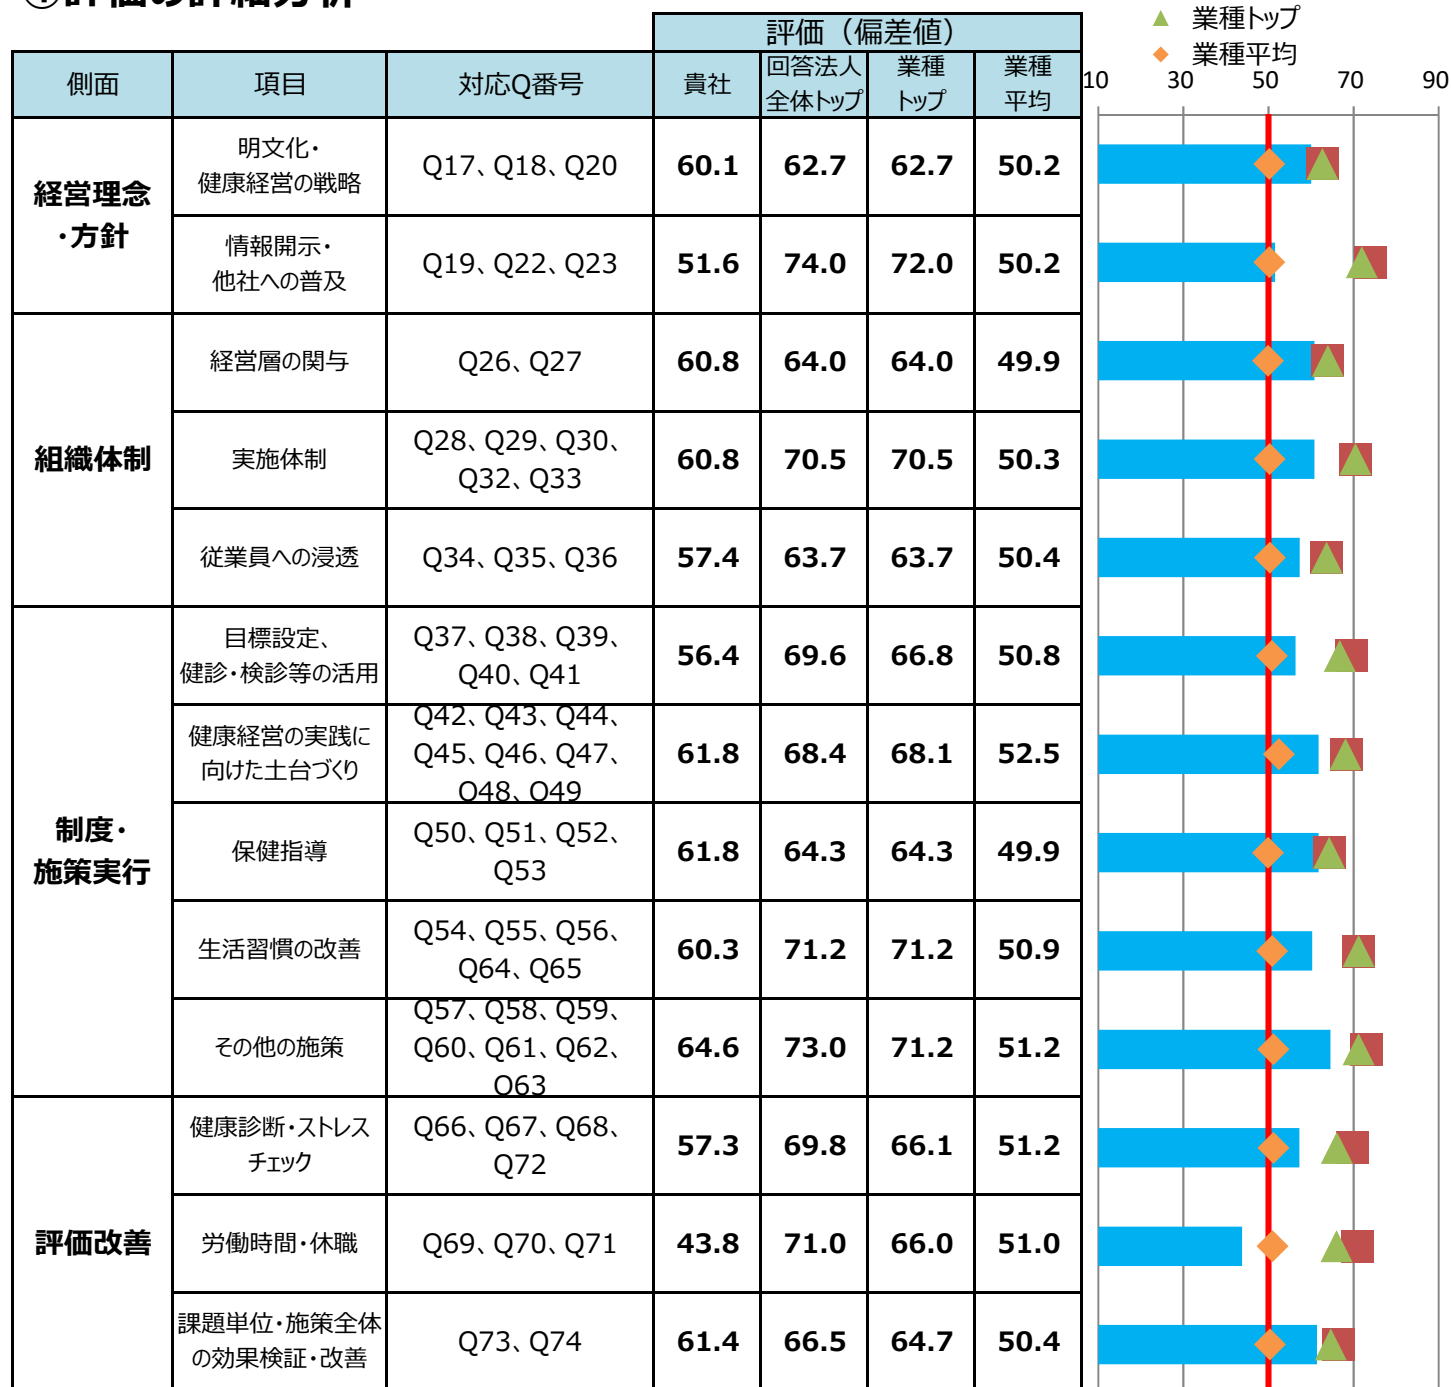 ①評価の詳細分析
業種トップ
業種平均
評価（偏差値）
側面 項目 対応Q番号 貴社 回答法人全体トップ 業種トップ 業種平均
10 30 50 70 90
経営理念・方針
明文化・
健康経営の戦略
Q17、Q18、Q20 60.1 62.7 62.7 50.2
情報開示・
他社への普及
Q19、Q22、Q23 51.6 74.0 72.0 50.2
組織体制
経営層の関与 Q26、Q27 60.8 64.0 64.0 49.9
実施体制
Q28、Q29、Q30、
Q32、Q33
60.8 70.5 70.5 50.3
従業員への浸透 Q34、Q35、Q36 57.4 63.7 63.7 50.4
制度・
施策実行
目標設定、
健診・検診等の活用
Q37、Q38、Q39、
Q40、Q41
56.4 69.6 66.8 50.8
健康経営の実践に
向けた土台づくり
Q42、Q43、Q44、
Q45、Q46、Q47、
Q48、Q49
61.8 68.4 68.1 52.5
保健指導
Q50、Q51、Q52、
Q53
61.8 64.3 64.3 49.9
生活習慣の改善
Q54、Q55、Q56、
Q64、Q65
60.3 71.2 71.2 50.9
その他の施策
Q57、Q58、Q59、
Q60、Q61、Q62、
Q63
64.6 73.0 71.2 51.2
評価改善
健康診断・ストレス
チェック
Q66、Q67、Q68、
Q72
57.3 69.8 66.1 51.2
労働時間・休職 Q69、Q70、Q71 43.8 71.0 66.0 51.0
課題単位・施策全体
の効果検証・改善
Q73、Q74 61.4 66.5 64.7 50.4